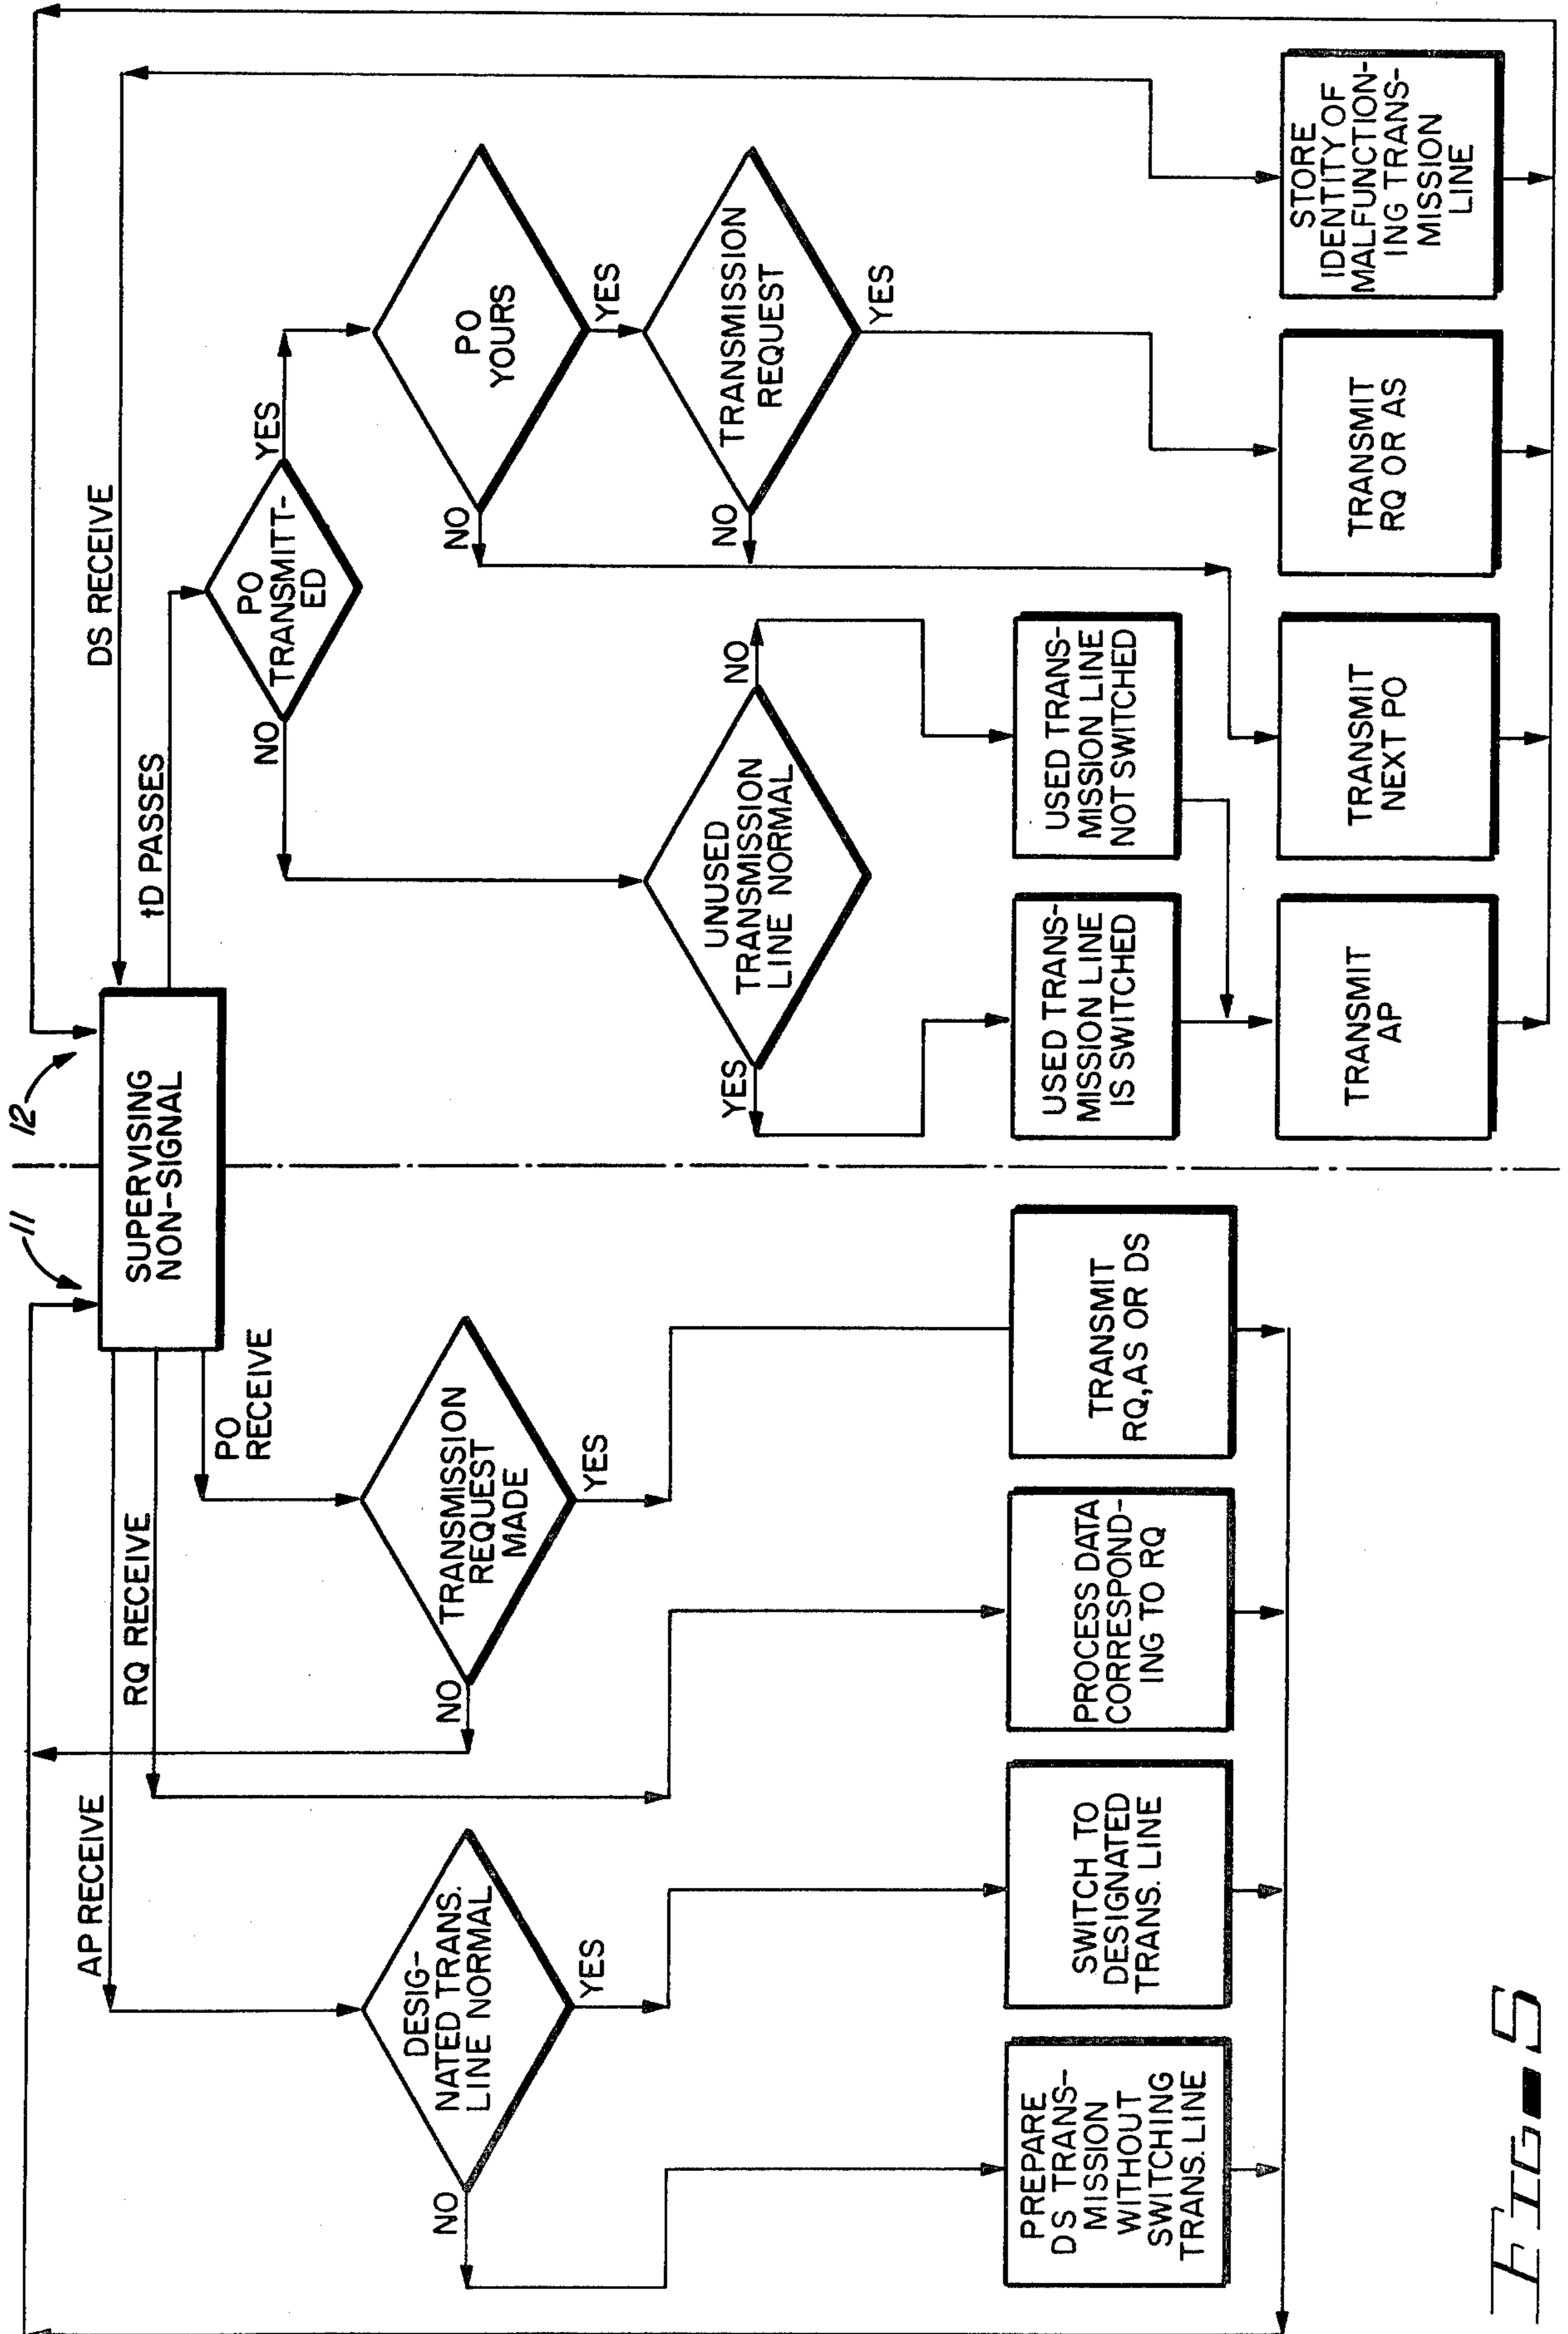 11
12
SUPERVISING
NON-SIGNAL
AP RECEIVE
RQ RECEIVE
PO
RECEIVE
tD PASSES
DS RECEIVE
DESIG-
NATED TRANS.
LINE NORMAL
NO
YES
TRANSMISSION
REQUEST
MADE
NO
YES
PREPARE
DS TRANS-
MISSION
WITHOUT
SWITCHING
TRANS. LINE
SWITCH TO
DESIGNATED
TRANS. LINE
PROCESS DATA
CORRESPOND-
ING TO RQ
TRANSMIT
RQ, AS OR DS
PO
TRANSMITT-
ED
NO
YES
PO
YOURS
NO
YES
TRANSMISSION
REQUEST
NO
YES
UNUSED
TRANSMISSION
LINE NORMAL
YES
NO
USED TRANS-
MISSION LINE
IS SWITCHED
USED TRANS-
MISSION LINE
NOT SWITCHED
TRANSMIT
AP
TRANSMIT
NEXT PO
TRANSMIT
RQ OR AS
STORE
IDENTITY OF
MALFUNCTION-
ING TRANS-
MISSION
LINE
FIG-5